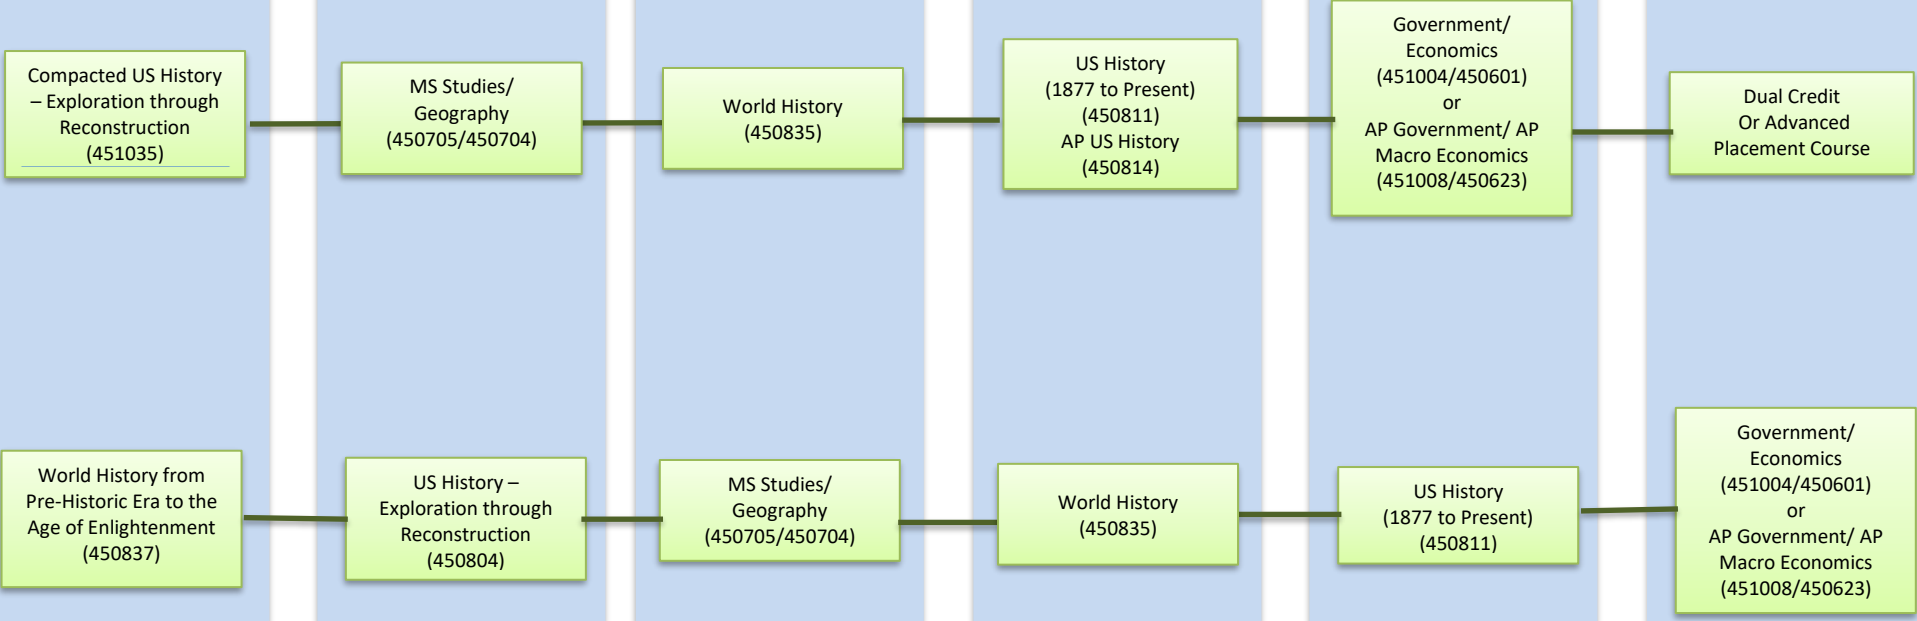 Compacted US History
– Exploration through
Reconstruction
(451035)
MS Studies/
Geography
(450705/450704)
World History
(450835)
US History
(1877 to Present)
(450811)
AP US History
(450814)
Government/
Economics
(451004/450601)
or
AP Government/ AP
Macro Economics
(451008/450623)
Dual Credit
Or Advanced
Placement Course
World History from
Pre-Historic Era to the
Age of Enlightenment
(450837)
US History –
Exploration through
Reconstruction
(450804)
MS Studies/
Geography
(450705/450704)
World History
(450835)
US History
(1877 to Present)
(450811)
Government/
Economics
(451004/450601)
or
AP Government/ AP
Macro Economics
(451008/450623)